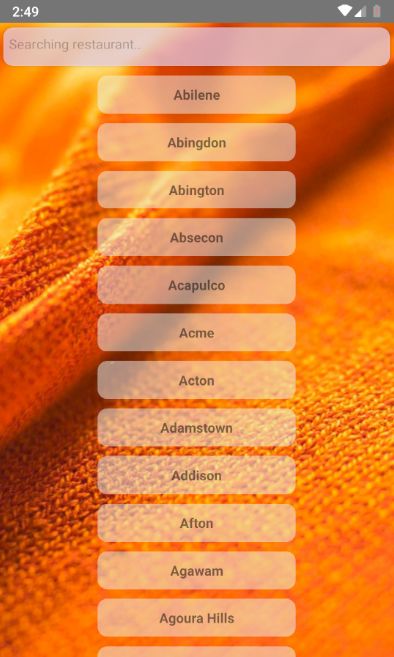 2:49
Searching restaurant..
Abilene
Abingdon
Abington
Absecon
Acapulco
Acme
Acton
Adamstown
Addison
Afton
Agawam
Agoura Hills